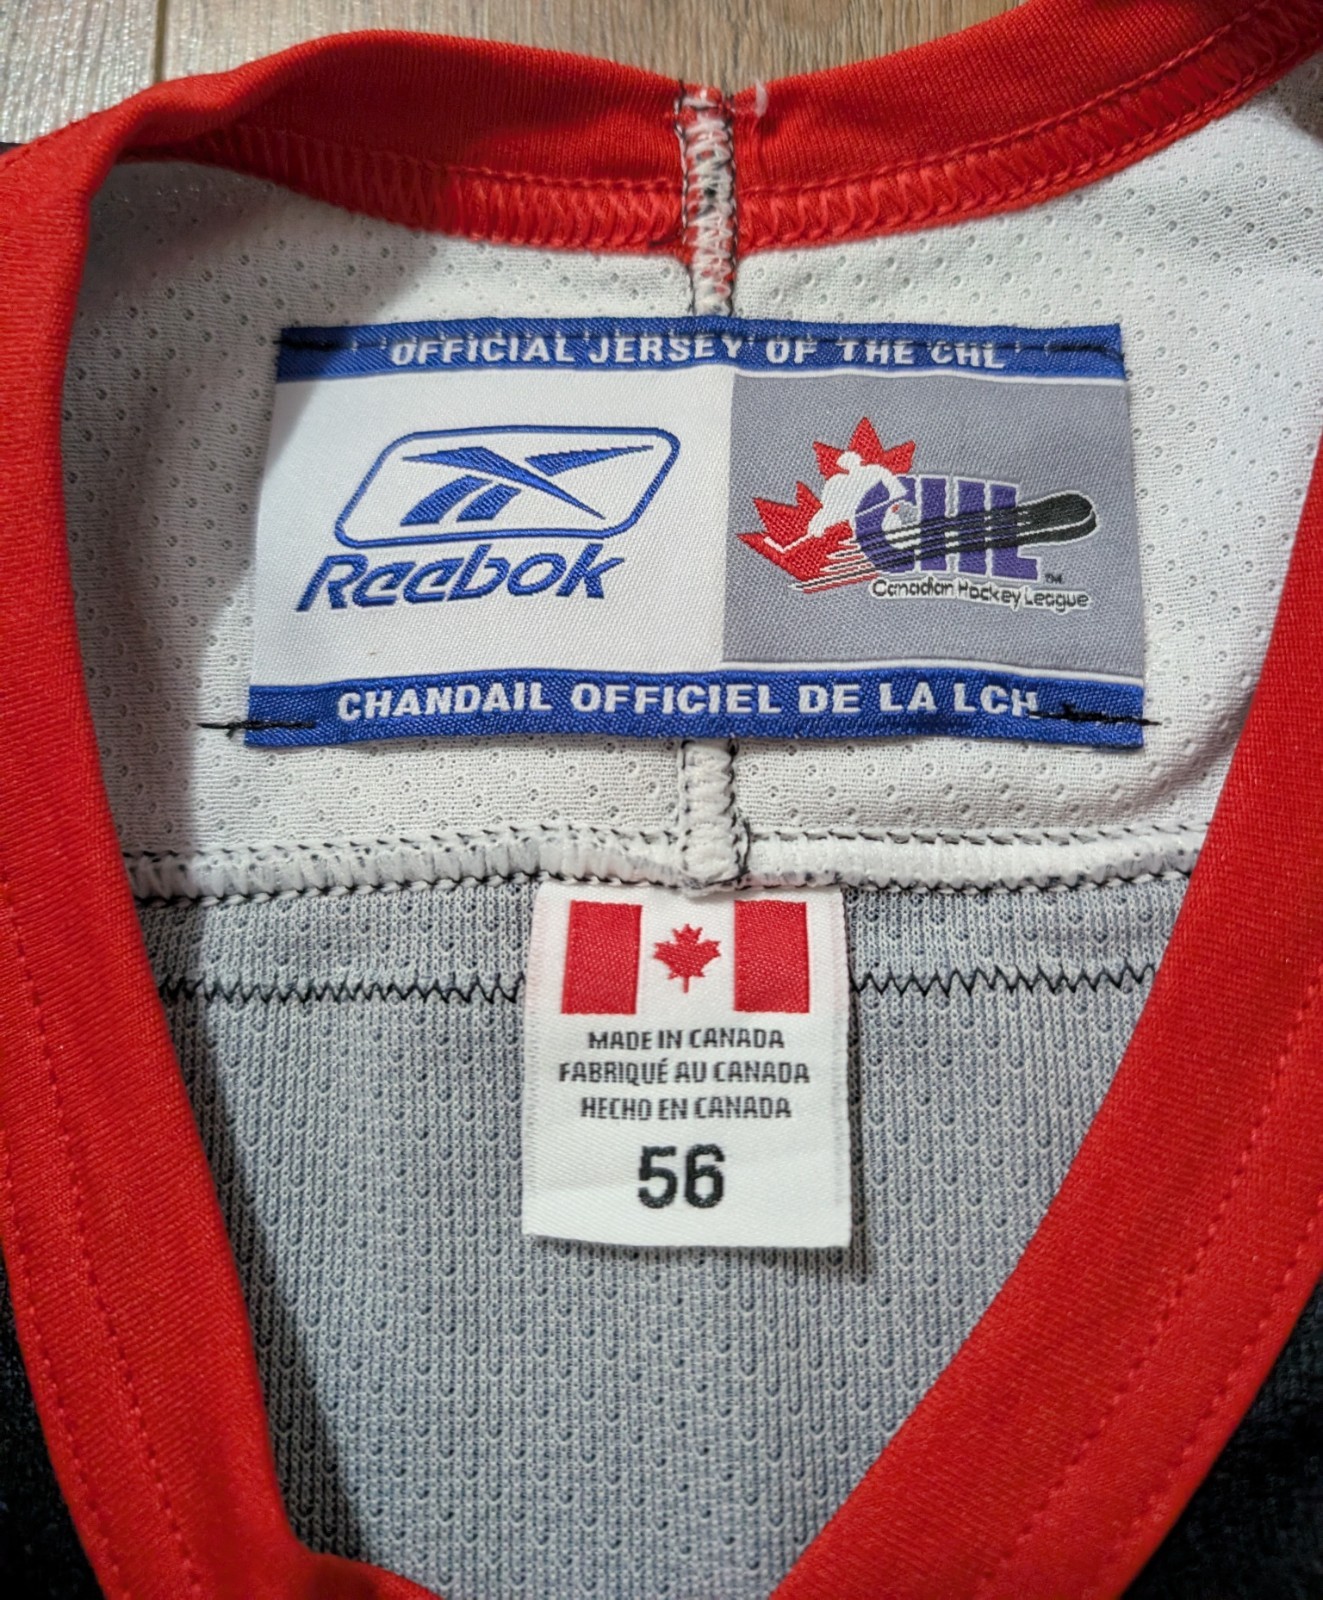 OFFICIAL JERSEY OF THE CHL
Reebok
CHL
TM
Canadian Hockey League
CHANDAIL OFFICIEL DE LA LCH
MADE IN CANADA
FABRIQUÉ AU CANADA
HECHO EN CANADA
56